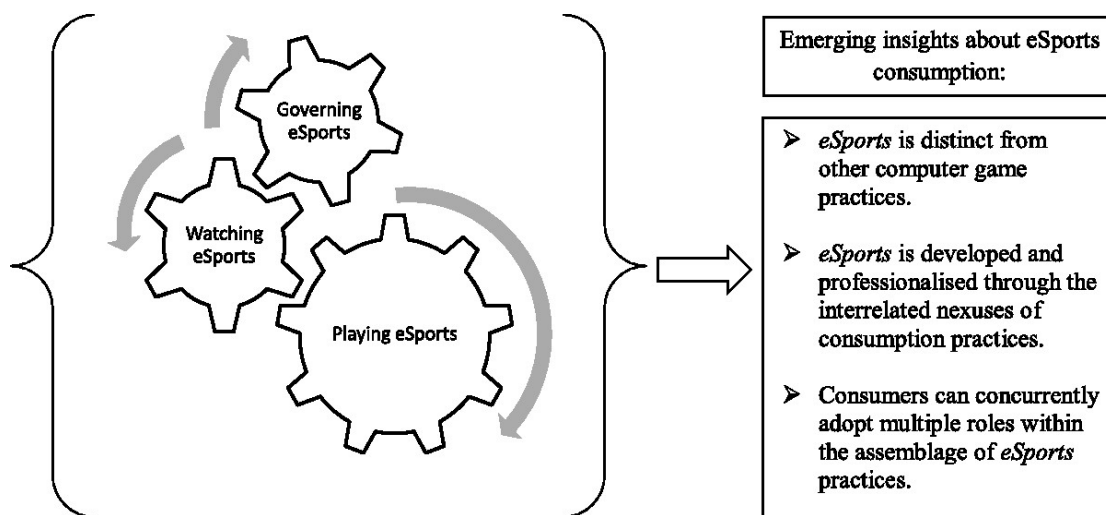 Governing
eSports
Watching
eSports
Playing eSports
Emerging insights about eSports
consumption:
➢ eSports is distinct from
other computer game
practices.
➢ eSports is developed and
professionalised through the
interrelated nexuses of
consumption practices.
➢ Consumers can concurrently
adopt multiple roles within
the assemblage of eSports
practices.